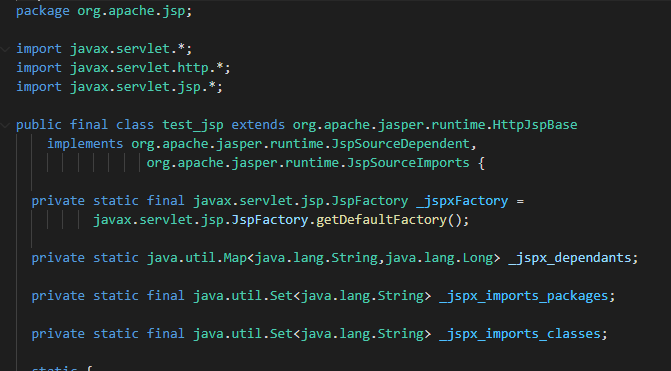 package org.apache.jsp;
import javax.servlet.*;
import javax.servlet.http.*;
import javax.servlet.jsp.*;
public final class test_jsp extends org.apache.jasper.runtime.HttpJspBase
implements org.apache.jasper.runtime.JspSourceDependent,
org.apache.jasper.runtime.JspSourceImports {
private static final javax.servlet.jsp.JspFactory _jspxFactory =
javax.servlet.jsp.JspFactory.getDefaultFactory();
private static java.util.Map<java.lang.String,java.lang.Long> _jspx_dependants;
private static final java.util.Set<java.lang.String> _jspx_imports_packages;
private static final java.util.Set<java.lang.String> _jspx_imports_classes;
static {